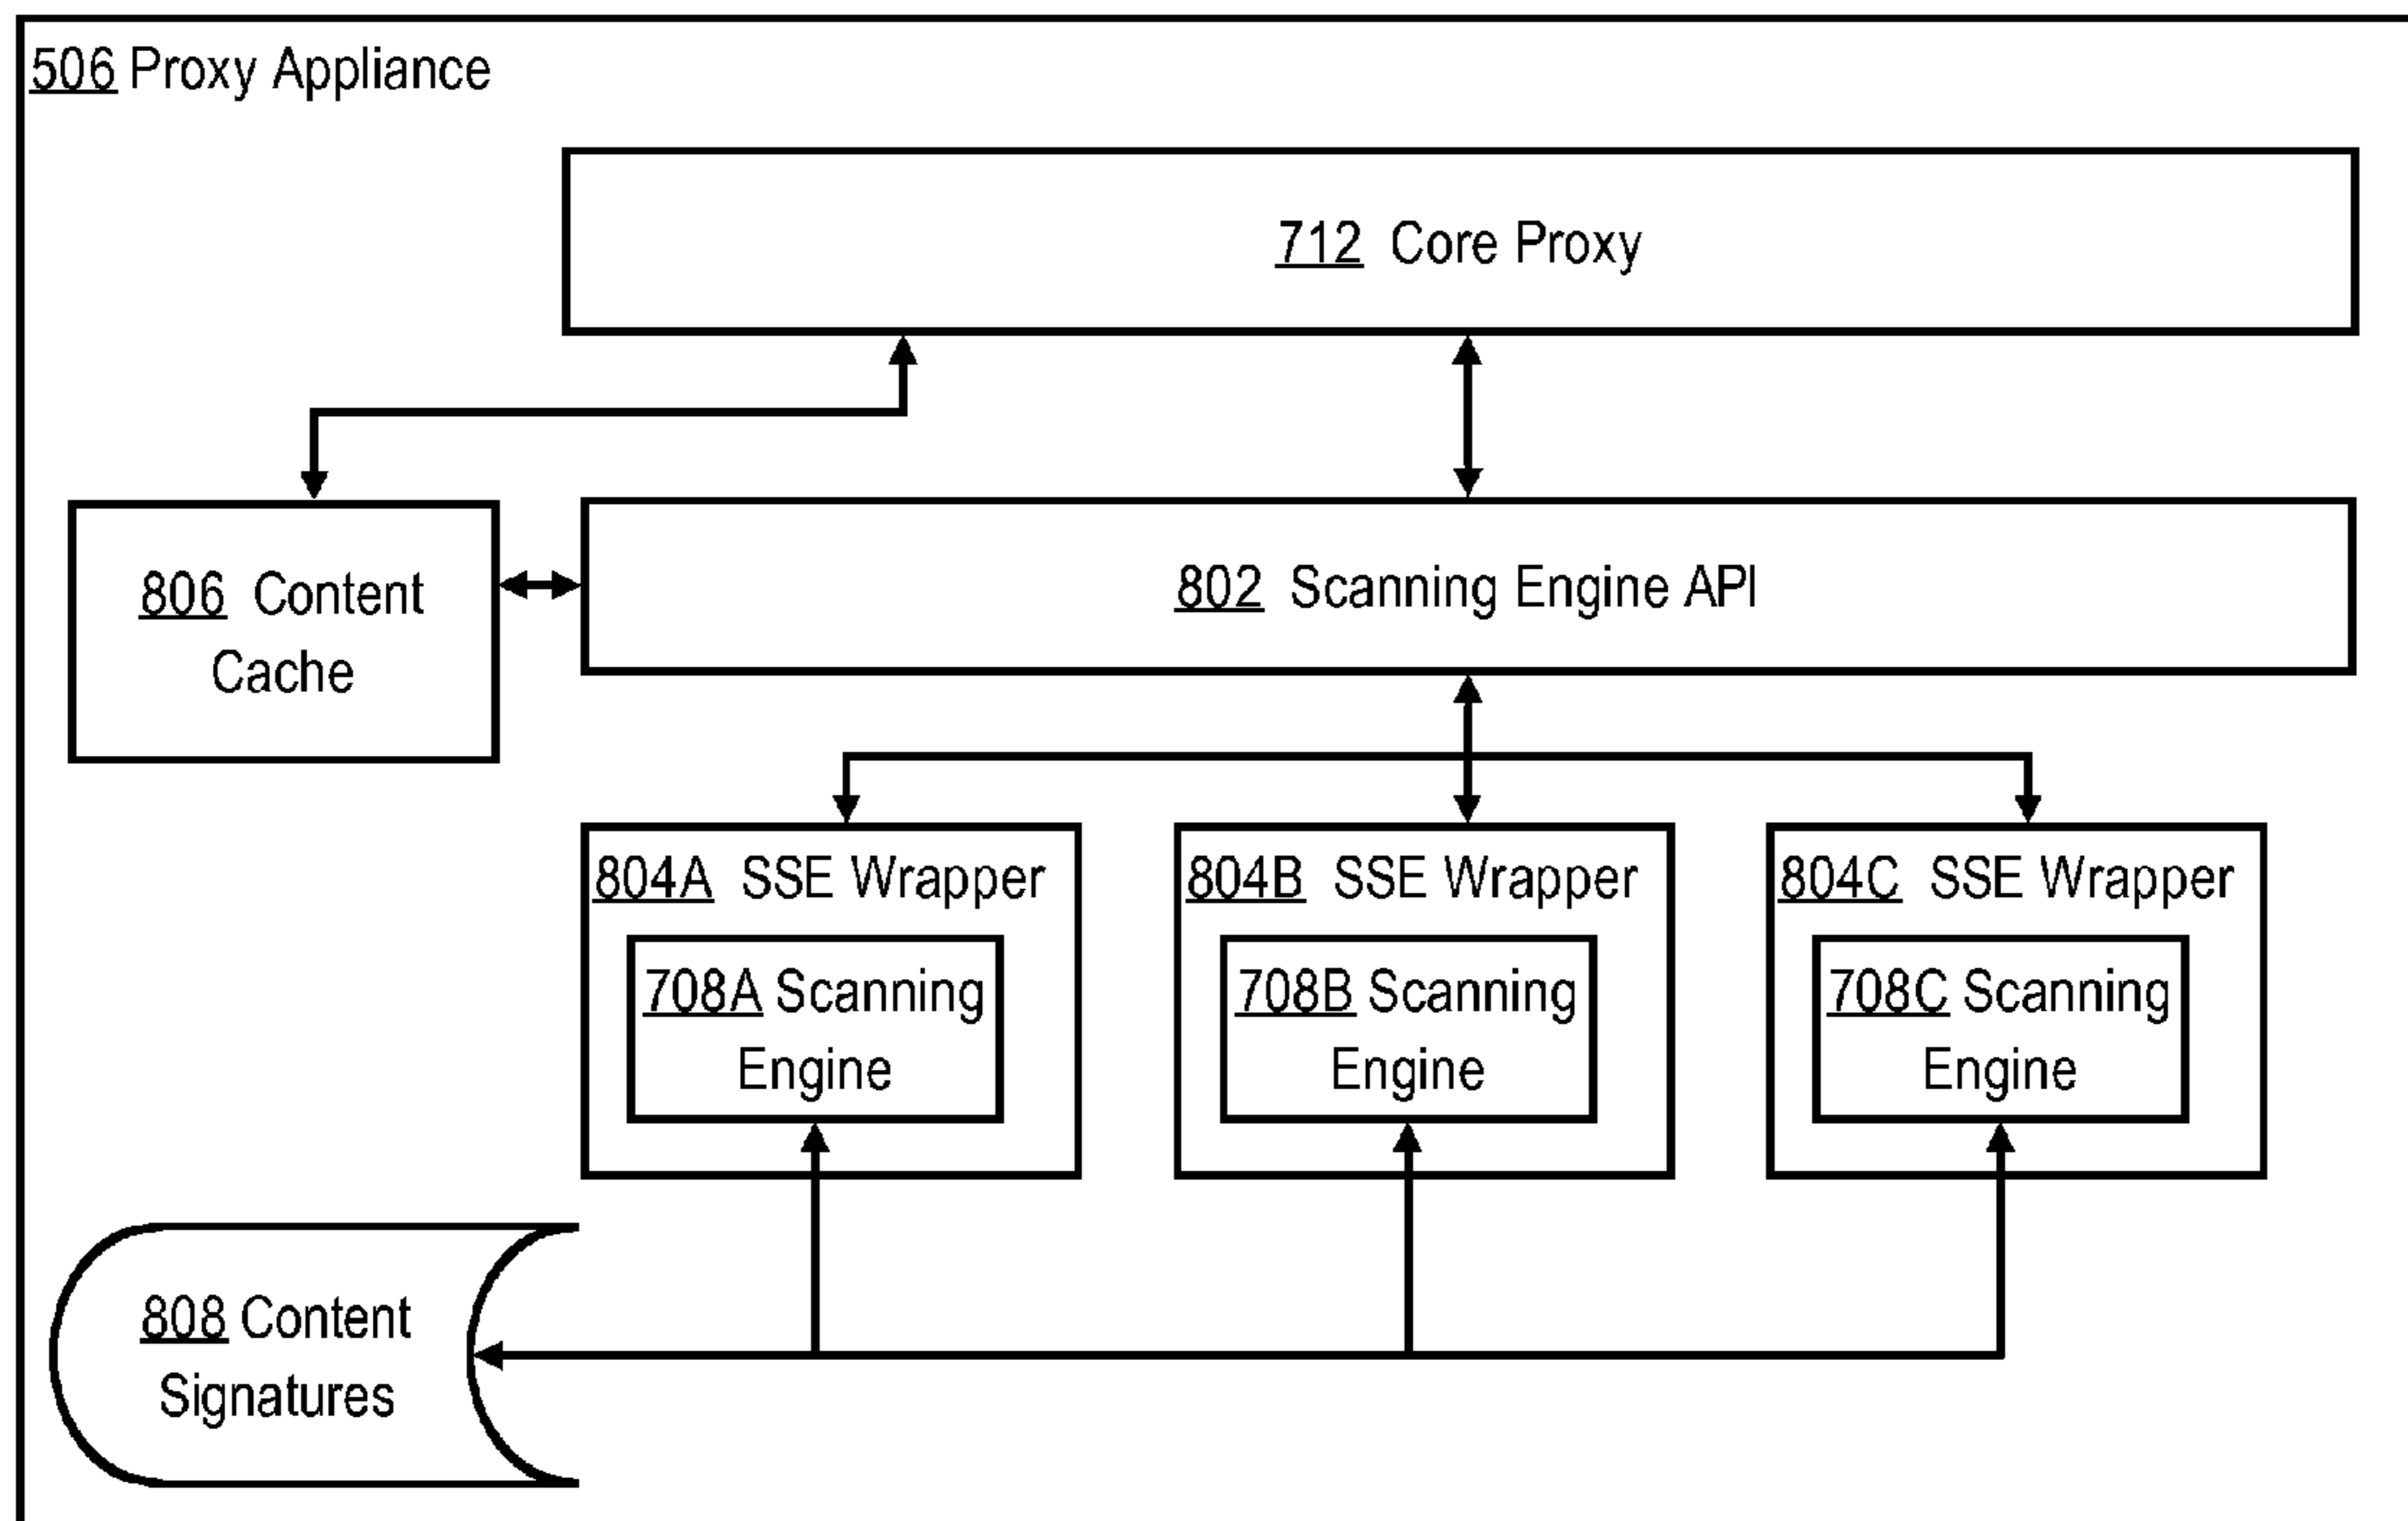 506 Proxy Appliance
712 Core Proxy
806 Content
Cache
802 Scanning Engine API
804A SSE Wrapper
708A Scanning
Engine
804B SSE Wrapper
708B Scanning
Engine
804C SSE Wrapper
708C Scanning
Engine
808 Content
Signatures